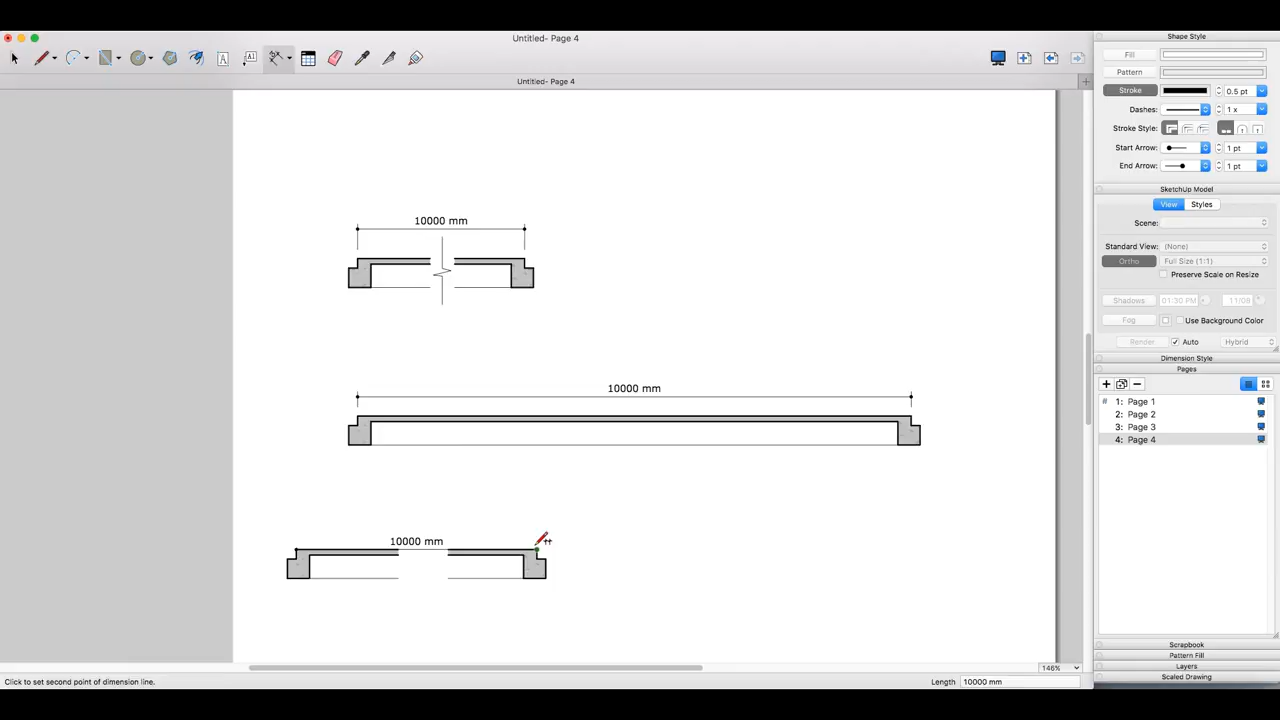 Untitled- Page 4
Shape Style
A
A1
Untitled- Page 4
Fill
Pattern
Stroke
0.5 pt
Dashes:
1 x
Stroke Style:
Start Arrow:
1 pt
End Arrow:
1 pt
SketchUp Model
View
Styles
Scene:
Standard View:
(None)
Ortho
Full Size (1:1)
Preserve Scale on Resize
Shadows
01:30 PM
11/08
Fog
Use Background Color
Render
Auto
Hybrid
Dimension Style
Pages
# 1: Page 1
2: Page 2
3: Page 3
4: Page 4
Scrapbook
Pattern Fill
Layers
Scaled Drawing
10000 mm
10000 mm
10000 mm
146%
Click to set second point of dimension line.
Length
10000 mm